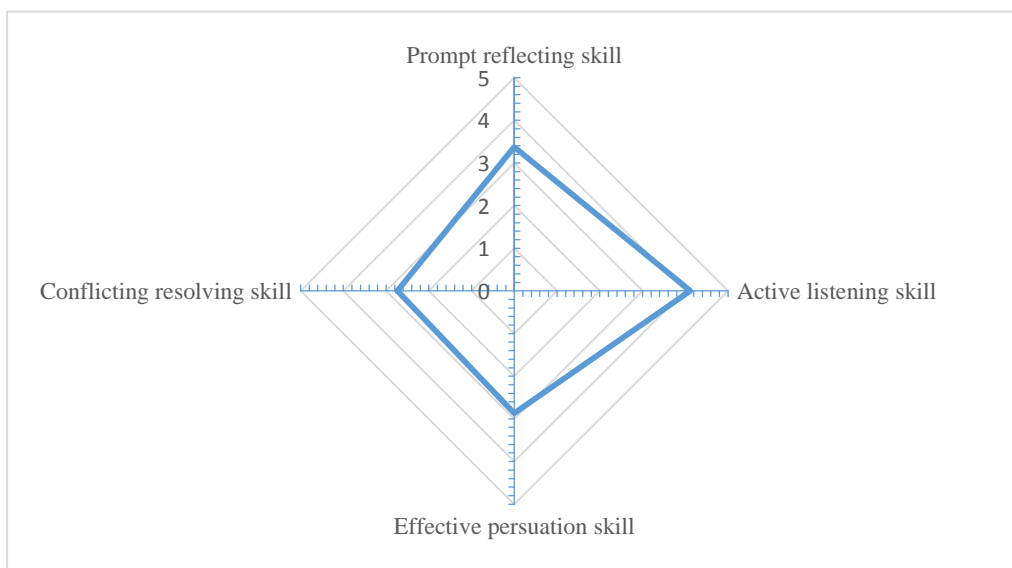 Prompt reflecting skill
5
4
3
2
1
0
Conflicting resolving skill
Active listening skill
Effective persuation skill